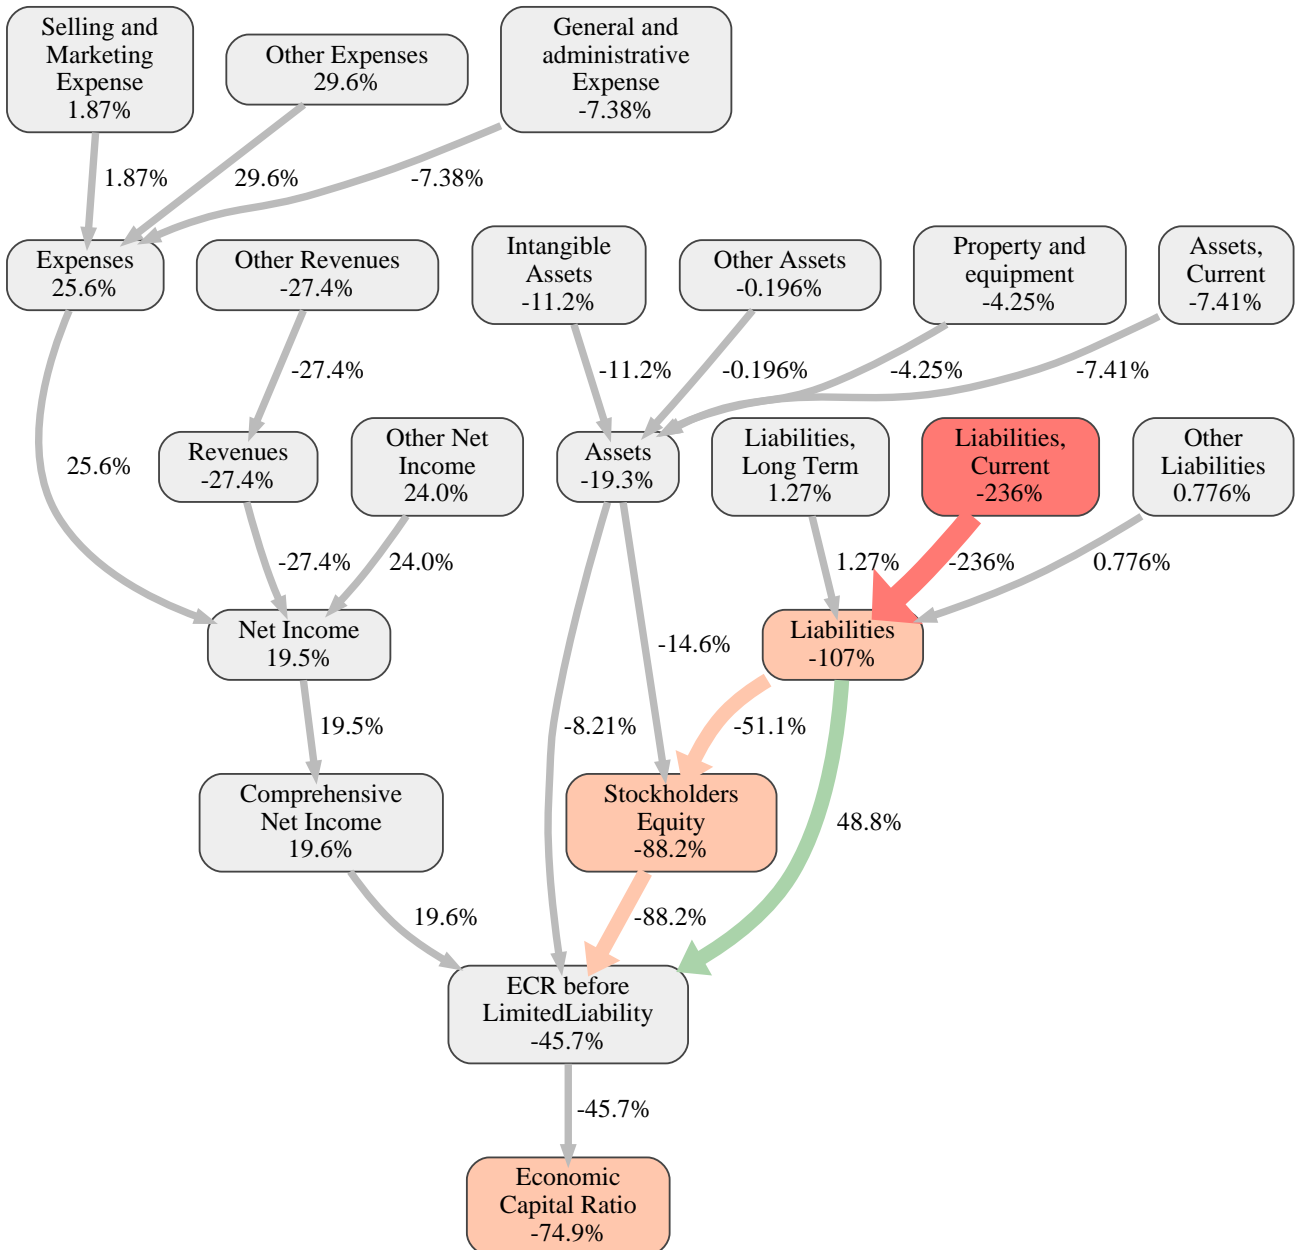 Selling and
Marketing
Expense
1.87%
Other Expenses
29.6%
General and
administrative
Expense
-7.38%
1.87%
29.6%
-7.38%
Expenses
25.6%
Other Revenues
-27.4%
Intangible
Assets
-11.2%
Other Assets
-0.196%
Property and
equipment
-4.25%
Assets,
Current
-7.41%
-27.4%
-11.2%
-0.196%
-4.25%
-7.41%
25.6%
Revenues
-27.4%
Other Net
Income
24.0%
Assets
-19.3%
Liabilities,
Long Term
1.27%
Liabilities,
Current
-236%
Other
Liabilities
0.776%
-27.4%
24.0%
1.27%
-236%
0.776%
Net Income
19.5%
-14.6%
Liabilities
-107%
19.5%
-8.21%
-51.1%
48.8%
Comprehensive
Net Income
19.6%
Stockholders
Equity
-88.2%
19.6%
-88.2%
ECR before
LimitedLiability
-45.7%
-45.7%
Economic
Capital Ratio
-74.9%